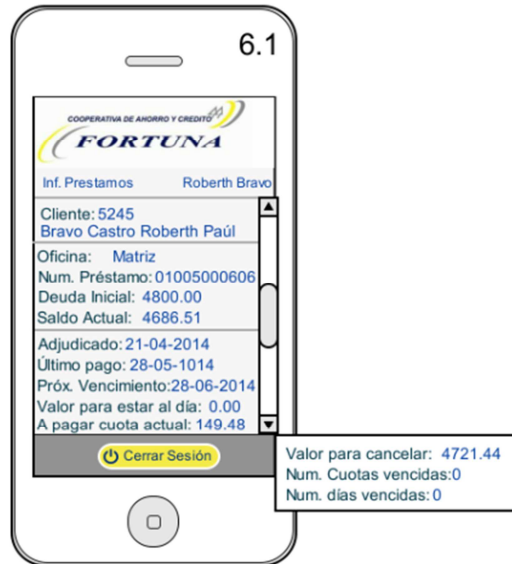 6.1
COOPERATIVA DE AHORRO Y CREDITO
FORTUNA
Inf. Prestamos Roberth Bravo
Cliente: 5245
Bravo Castro Roberth Paúl
Oficina: Matriz
Num. Préstamo: 01005000606
Deuda Inicial: 4800.00
Saldo Actual: 4686.51
Adjudicado: 21-04-2014
Último pago: 28-05-1014
Próx. Vencimiento:28-06-2014
Valor para estar al día: 0.00
A pagar cuota actual: 149.48
Cerrar Sesión
Valor para cancelar: 4721.44
Num. Cuotas vencidas:0
Num. días vencidas: 0